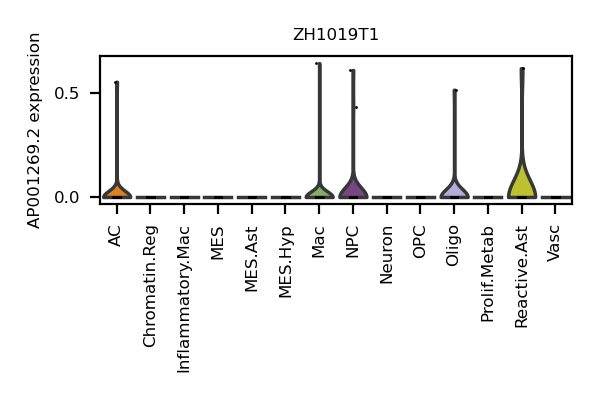 ZH1019T1
AP001269.2 expression
0.5
0.0
AC
Chromatin.Reg
Inflammatory.Mac
MES
MES.Ast
MES.Hyp
Mac
NPC
Neuron
OPC
Oligo
Prolif.Metab
Reactive.Ast
Vasc